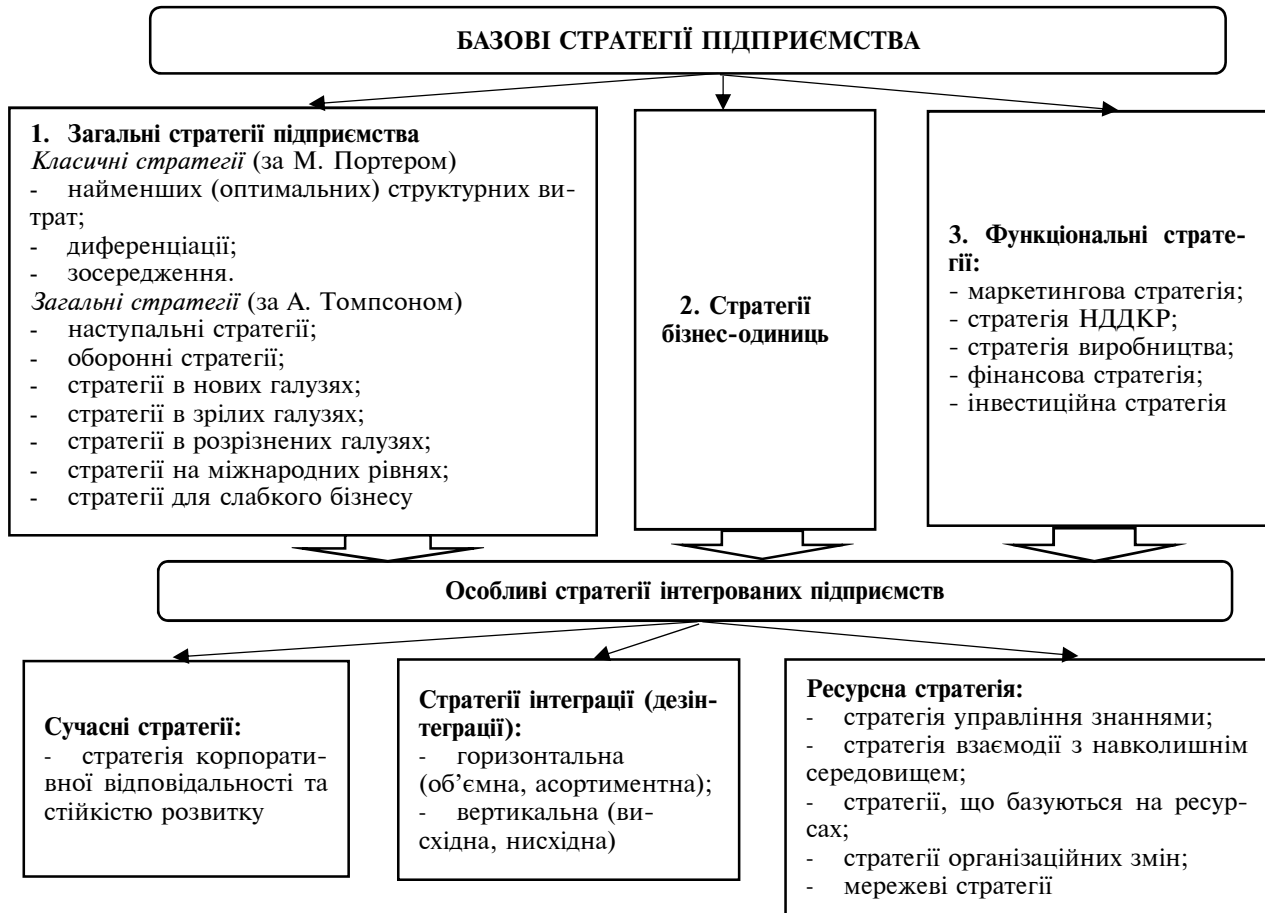 БАЗОВІ СТРАТЕГІЇ ПІДПРИЄМСТВА
1. Загальні стратегії підприємства
Класичні стратегії (за М. Портером)
- найменших (оптимальних) структурних ви-
трат;
- диференціації;
- зосередження.
Загальні стратегії (за А. Томпсоном)
- наступальні стратегії;
- оборонні стратегії;
- стратегії в нових галузях;
- стратегії в зрілих галузях;
- стратегії в розрізнених галузях;
- стратегії на міжнародних рівнях;
- стратегії для слабкого бізнесу
2. Стратегії
бізнес-одиниць
3. Функціональні страте-
гії:
- маркетингова стратегія;
- стратегія НДДКР;
- стратегія виробництва;
- фінансова стратегія;
- інвестиційна стратегія
Особливі стратегії інтегрованих підприємств
Сучасні стратегії:
- стратегія корпоратив-
ної відповідальності та
стійкістю розвитку
Стратегії інтеграції (дезін-
теграції):
- горизонтальна
(об’ємна, асортиментна);
- вертикальна (ви-
східна, нисхідна)
Ресурсна стратегія:
- стратегія управління знаннями;
- стратегія взаємодії з навколишнім
середовищем;
- стратегії, що базуються на ресур-
сах;
- стратегії організаційних змін;
- мережеві стратегії